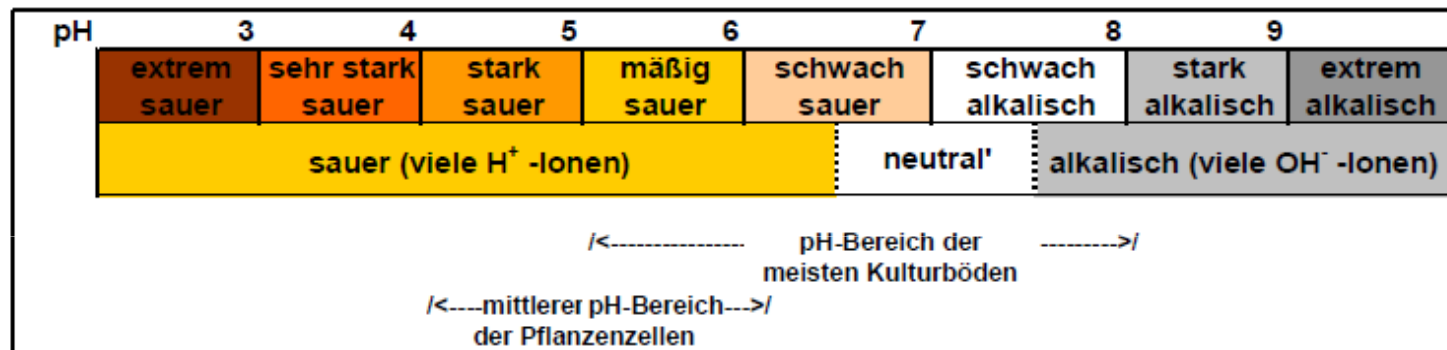 pH 3 4 5 6 7 8 9
extrem sehr stark stark mäßig schwach schwach stark extrem
sauer sauer sauer sauer sauer alkalisch alkalisch alkalisch
sauer (viele H⁺ -Ionen) neutral' alkalisch (viele OH⁻ -Ionen)
/<---------------- pH-Bereich der --------->/
meisten Kulturböden
/<----mittlerer pH-Bereich--->/
der Pflanzenzellen